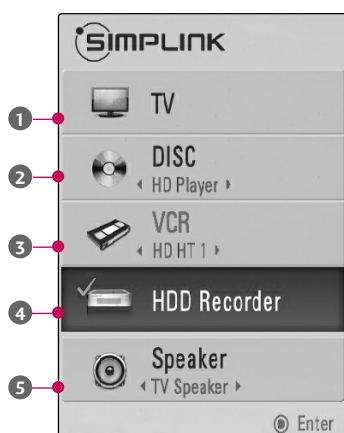 SIMPLINK
1
TV
2
DISC
◂ HD Player ▸
3
VCR
◂ HD HT 1 ▸
4
HDD Recorder
5
Speaker
◂ TV Speaker ▸
◉ Enter